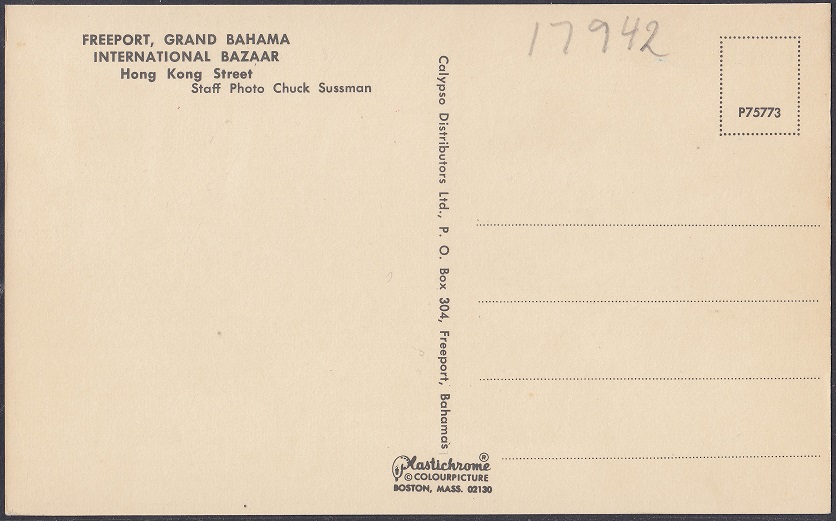 FREEPORT, GRAND BAHAMA
INTERNATIONAL BAZAAR
Hong Kong Street
Staff Photo Chuck Sussman
Calypso Distributors Ltd., P. O. Box 304, Freeport, Bahamas
17942
P75773
Plastichrome®
© COLOURPICTURE
BOSTON, MASS. 02130